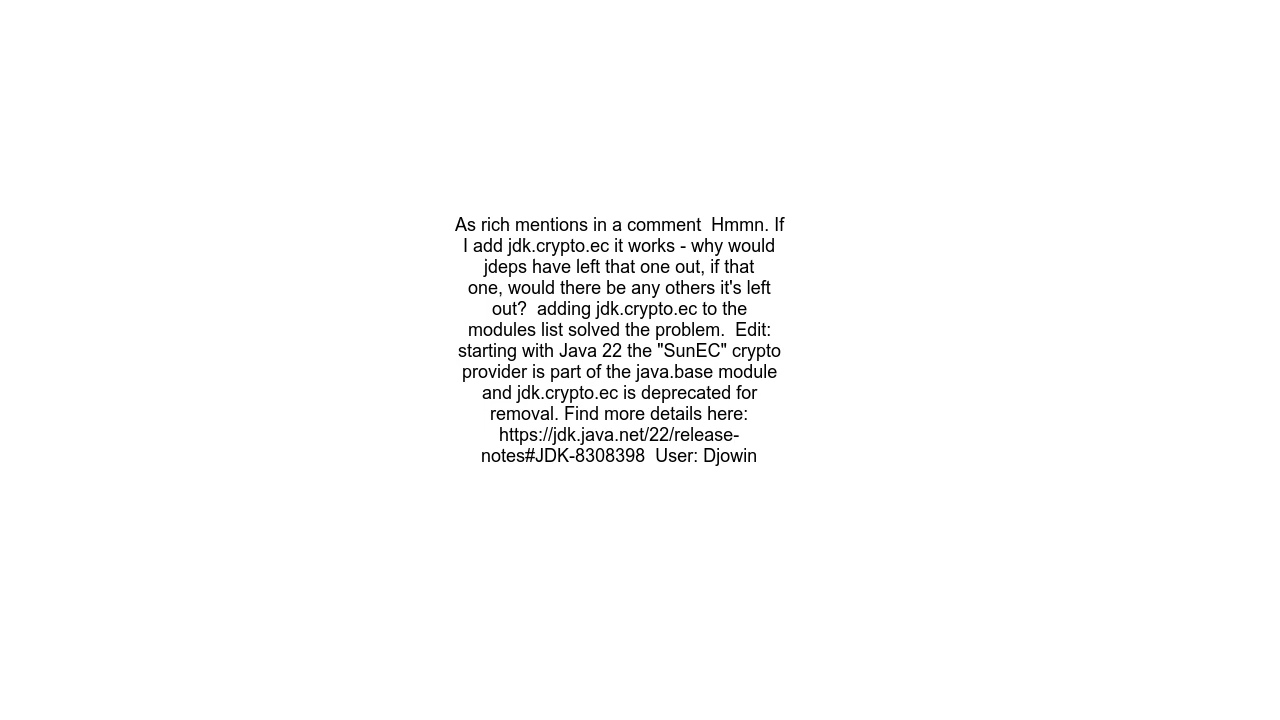 As rich mentions in a comment  Hmmn. If
I add jdk.crypto.ec it works - why would
jdeps have left that one out, if that
one, would there be any others it's left
out?  adding jdk.crypto.ec to the
modules list solved the problem.  Edit:
starting with Java 22 the "SunEC" crypto
provider is part of the java.base module
and jdk.crypto.ec is deprecated for
removal. Find more details here:
https://jdk.java.net/22/release-
notes#JDK-8308398  User: Djowin